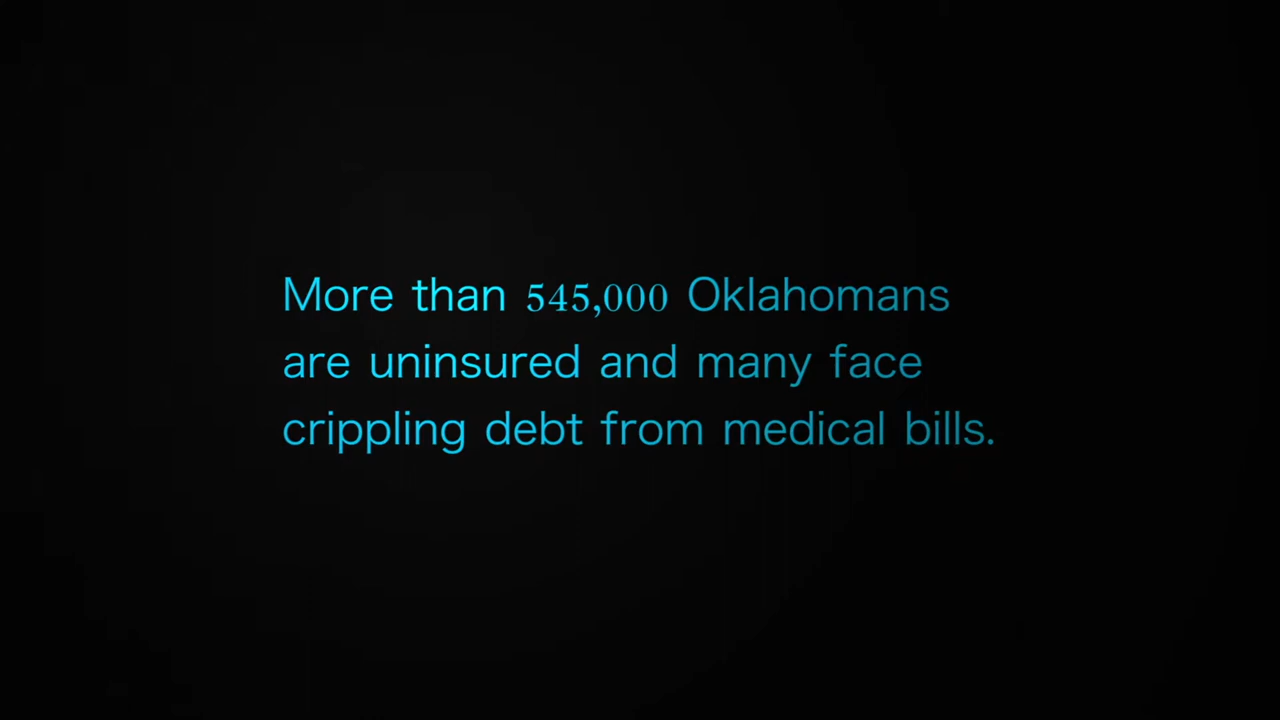 More than 545,000 Oklahomans
are uninsured and many face
crippling debt from medical bills.